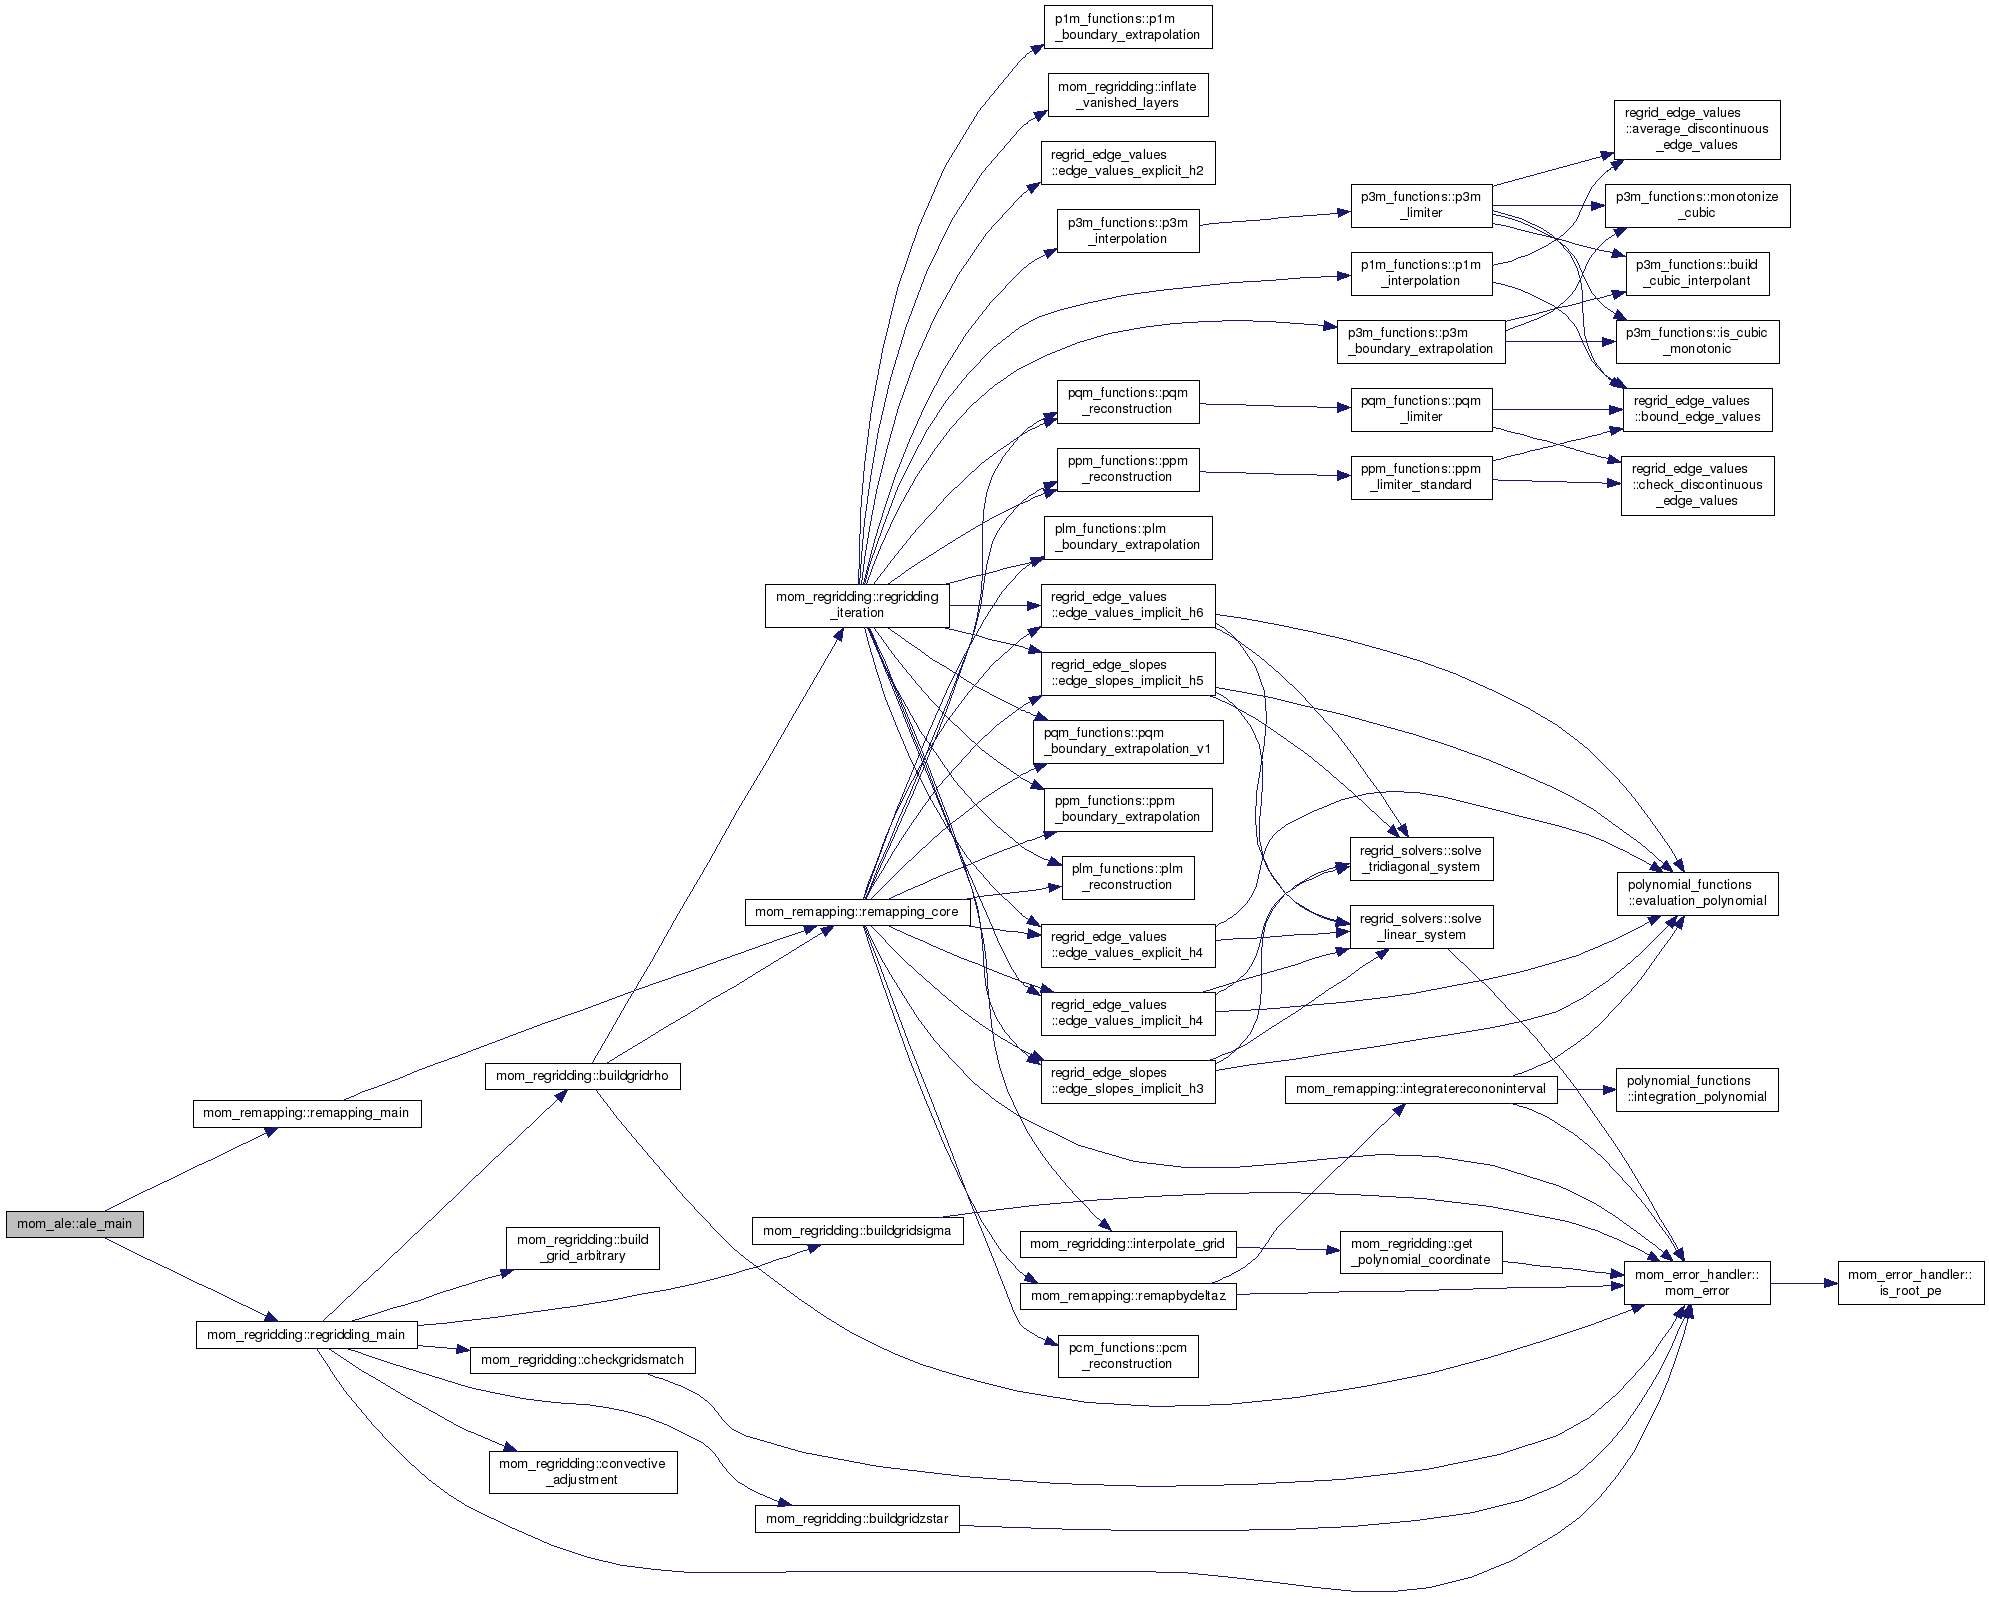 p1m_functions::p1m
_boundary_extrapolation
mom_regridding::inflate
_vanished_layers
regrid_edge_values
::edge_values_explicit_h2
p3m_functions::p3m
_interpolation
pqm_functions::pqm
_reconstruction
ppm_functions::ppm
_reconstruction
plm_functions::plm
_boundary_extrapolation
regrid_edge_values
::edge_values_implicit_h6
regrid_edge_slopes
::edge_slopes_implicit_h5
pqm_functions::pqm
_boundary_extrapolation_v1
ppm_functions::ppm
_boundary_extrapolation
plm_functions::plm
_reconstruction
regrid_edge_values
::edge_values_explicit_h4
regrid_edge_values
::edge_values_implicit_h4
regrid_edge_slopes
::edge_slopes_implicit_h3
mom_regridding::interpolate_grid
mom_remapping::remapbydeltaz
pcm_functions::pcm
_reconstruction
p3m_functions::p3m
_limiter
p1m_functions::p1m
_interpolation
p3m_functions::p3m
_boundary_extrapolation
pqm_functions::pqm
_limiter
ppm_functions::ppm
_limiter_standard
regrid_solvers::solve
_tridiagonal_system
regrid_solvers::solve
_linear_system
mom_remapping::integraterecononinterval
mom_regridding::get
_polynomial_coordinate
regrid_edge_values
::average_discontinuous
_edge_values
p3m_functions::monotonize
_cubic
p3m_functions::build
_cubic_interpolant
p3m_functions::is_cubic
_monotonic
regrid_edge_values
::bound_edge_values
regrid_edge_values
::check_discontinuous
_edge_values
polynomial_functions
::evaluation_polynomial
polynomial_functions
::integration_polynomial
mom_error_handler::
mom_error
mom_error_handler::
is_root_pe
mom_regridding::regridding
_iteration
mom_remapping::remapping_core
mom_regridding::buildgridrho
mom_remapping::remapping_main
mom_ale::ale_main
mom_regridding::regridding_main
mom_regridding::build
_grid_arbitrary
mom_regridding::buildgridsigma
mom_regridding::checkgridsmatch
mom_regridding::convective
_adjustment
mom_regridding::buildgridzstar